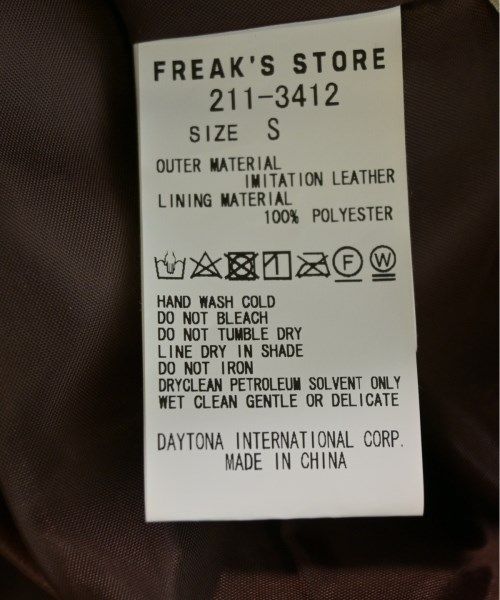 FREAK'S STORE
211-3412
SIZE S
OUTER MATERIAL
IMITATION LEATHER
LINING MATERIAL
100% POLYESTER
F W
HAND WASH COLD
DO NOT BLEACH
DO NOT TUMBLE DRY
LINE DRY IN SHADE
DO NOT IRON
DRYCLEAN PETROLEUM SOLVENT ONLY
WET CLEAN GENTLE OR DELICATE
DAYTONA INTERNATIONAL CORP.
MADE IN CHINA